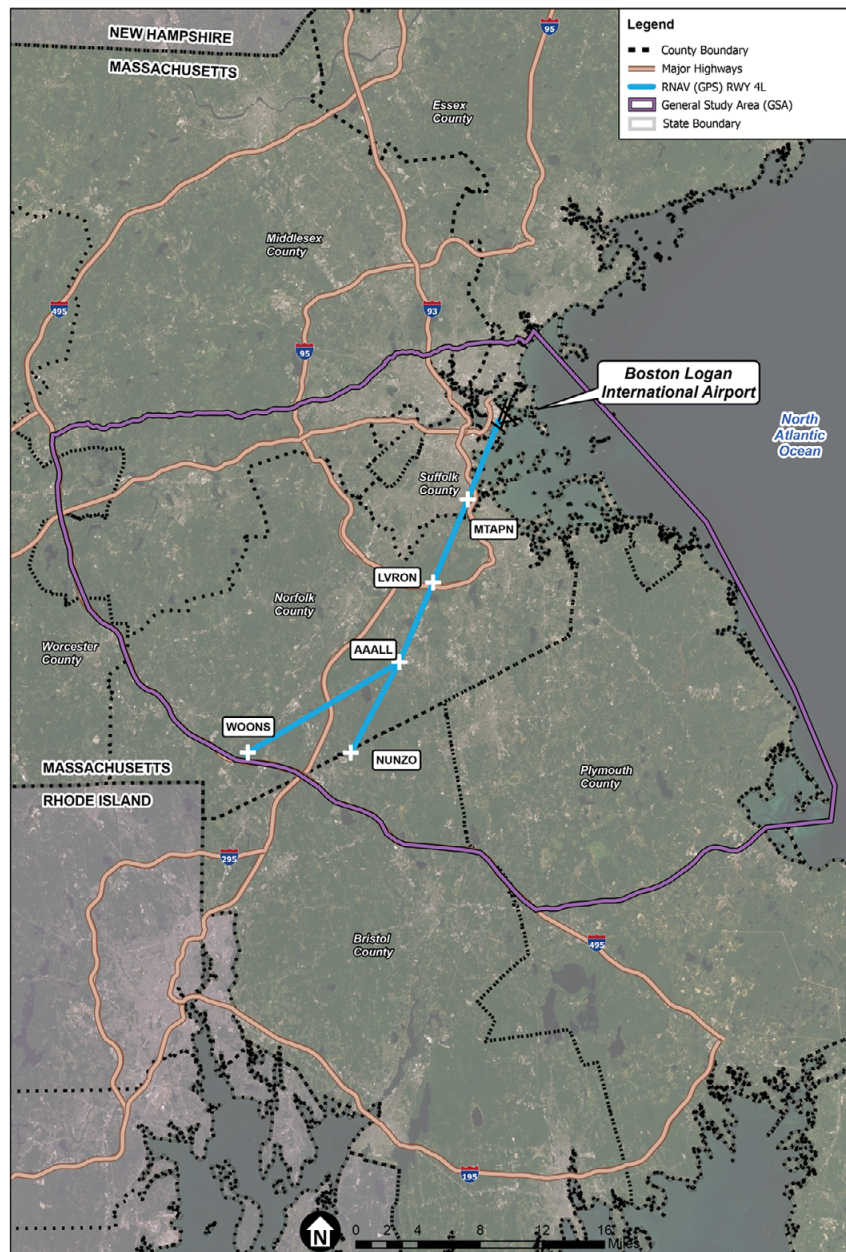 NEW HAMPSHIRE
MASSACHUSETTS
95
Legend
County Boundary
Major Highways
RNAV (GPS) RWY 4L
General Study Area (GSA)
State Boundary
Essex
County
Middlesex
County
495
93
95
Boston Logan
International Airport
North
Atlantic
Ocean
Suffolk
County
MTAPN
LVRON
Norfolk
County
Worcester
County
AAALL
WOONS
NUNZO
MASSACHUSETTS
RHODE ISLAND
Plymouth
County
295
Bristol
County
495
195
N
0 2 4 8 12 16
Miles